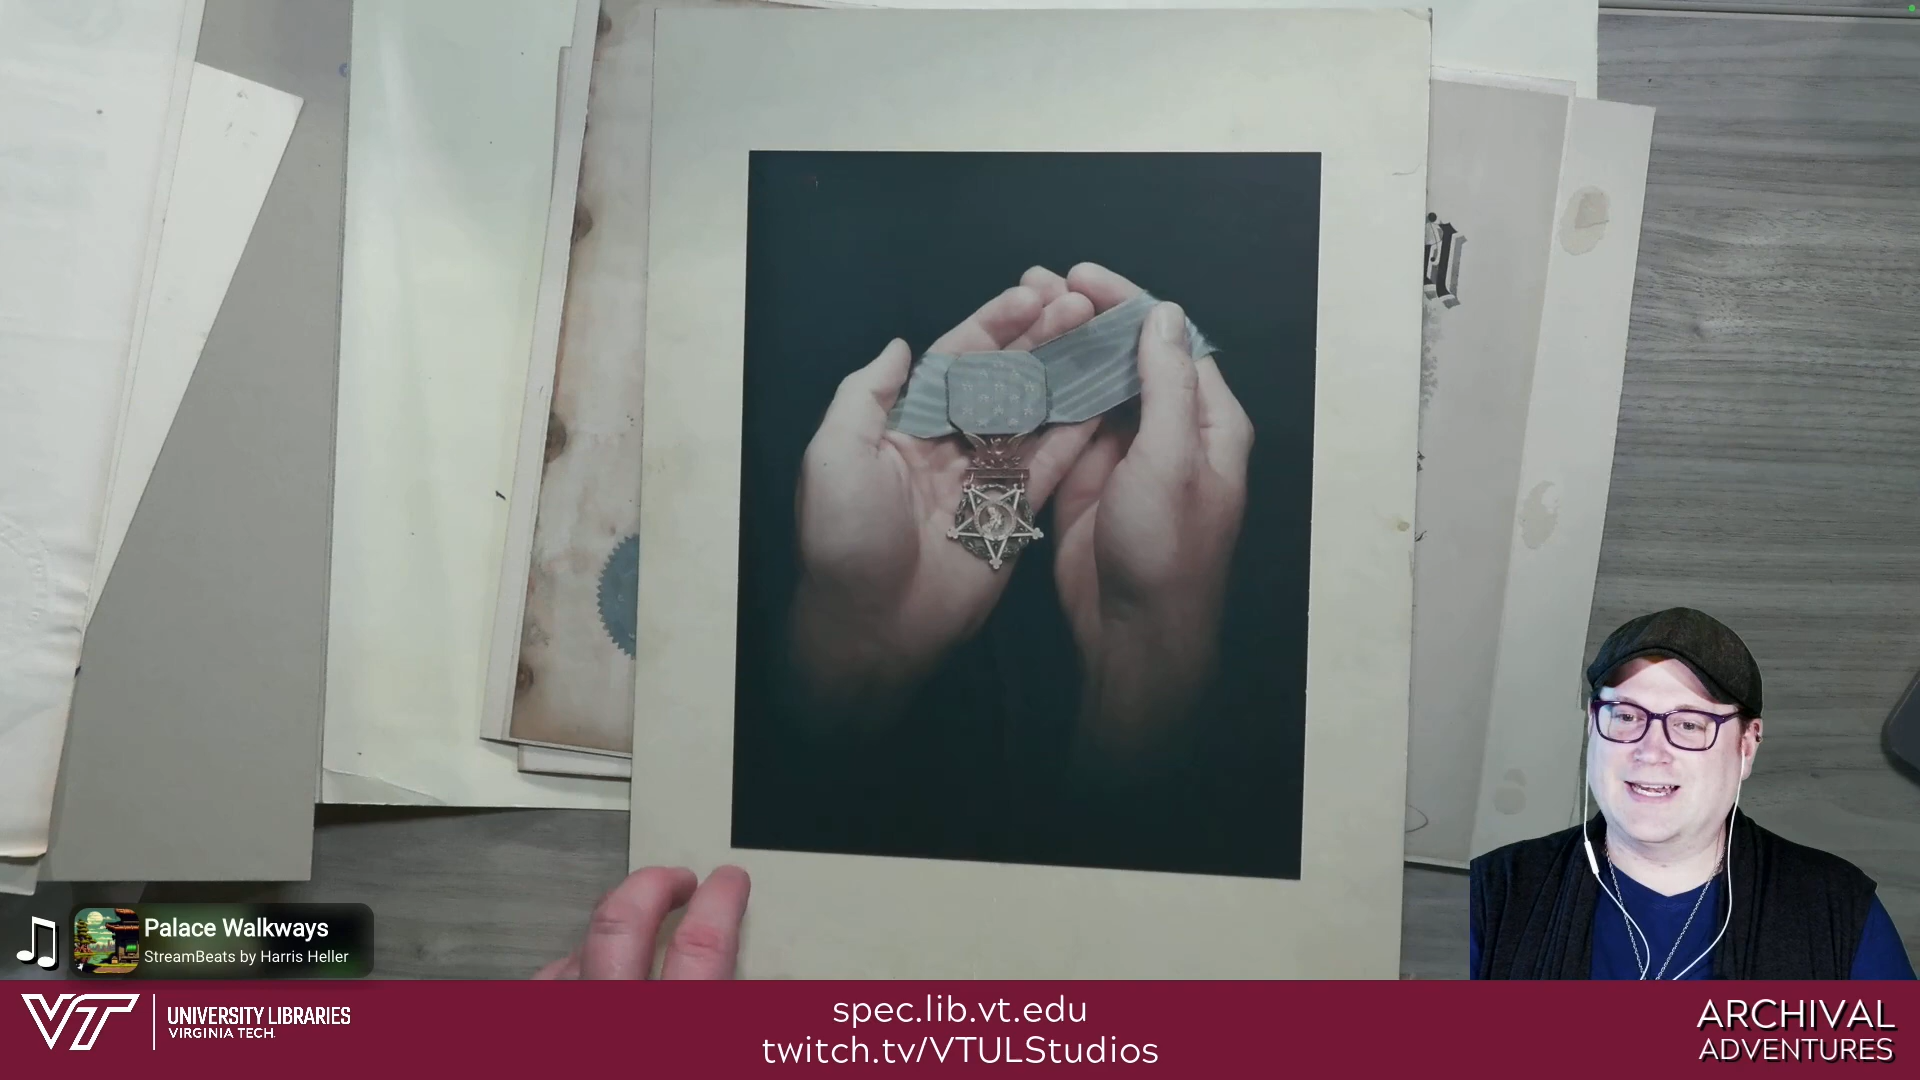 Palace Walkways
StreamBeats by Harris Heller
VT
UNIVERSITY LIBRARIES
VIRGINIA TECH.
spec.lib.vt.edu
twitch.tv/VTULStudios
ARCHIVAL
ADVENTURES